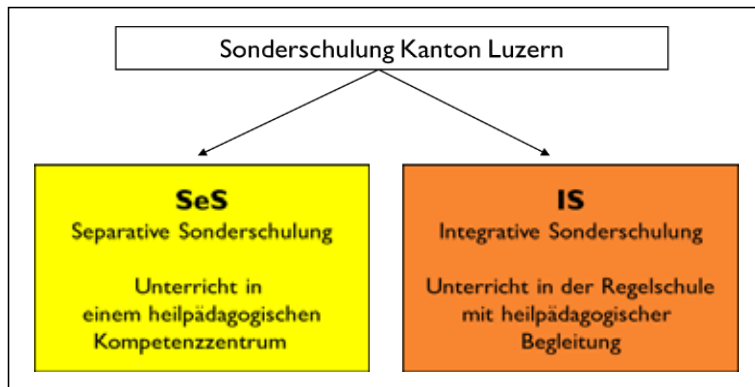 Sonderschulung Kanton Luzern
SeS
Separative Sonderschulung
Unterricht in
einem heilpädagogischen
Kompetenzzentrum
IS
Integrative Sonderschulung
Unterricht in der Regelschule
mit heilpädagogischer
Begleitung